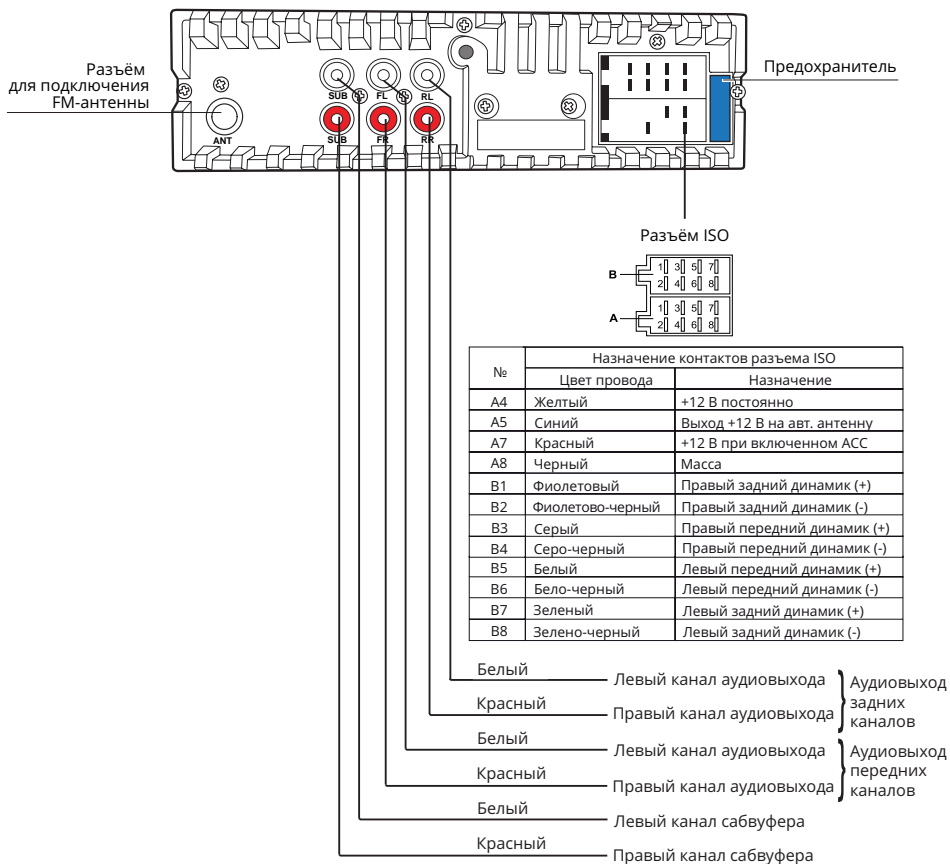 Разъём
для подключения
FM-антенны
Предохранитель
SUB FL RL
ANT SUB FR RR
Разъём ISO
B
1 3 5 7
2 4 6 8
A
1 3 5 7
2 4 6 8
№ Назначение контактов разъема ISO
Цвет провода Назначение
A4 Желтый +12 В постоянно
A5 Синий Выход +12 В на авт. антенну
A7 Красный +12 В при включенном ACC
A8 Черный Масса
B1 Фиолетовый Правый задний динамик (+)
B2 Фиолетово-черный Правый задний динамик (-)
B3 Серый Правый передний динамик (+)
B4 Серо-черный Правый передний динамик (-)
B5 Белый Левый передний динамик (+)
B6 Бело-черный Левый передний динамик (-)
B7 Зеленый Левый задний динамик (+)
B8 Зелено-черный Левый задний динамик (-)
Белый Левый канал аудиовыхода
Красный Правый канал аудиовыхода
Аудиовыход
задних
каналов
Белый Левый канал аудиовыхода
Красный Правый канал аудиовыхода
Аудиовыход
передних
каналов
Белый Левый канал сабвуфера
Красный Правый канал сабвуфера